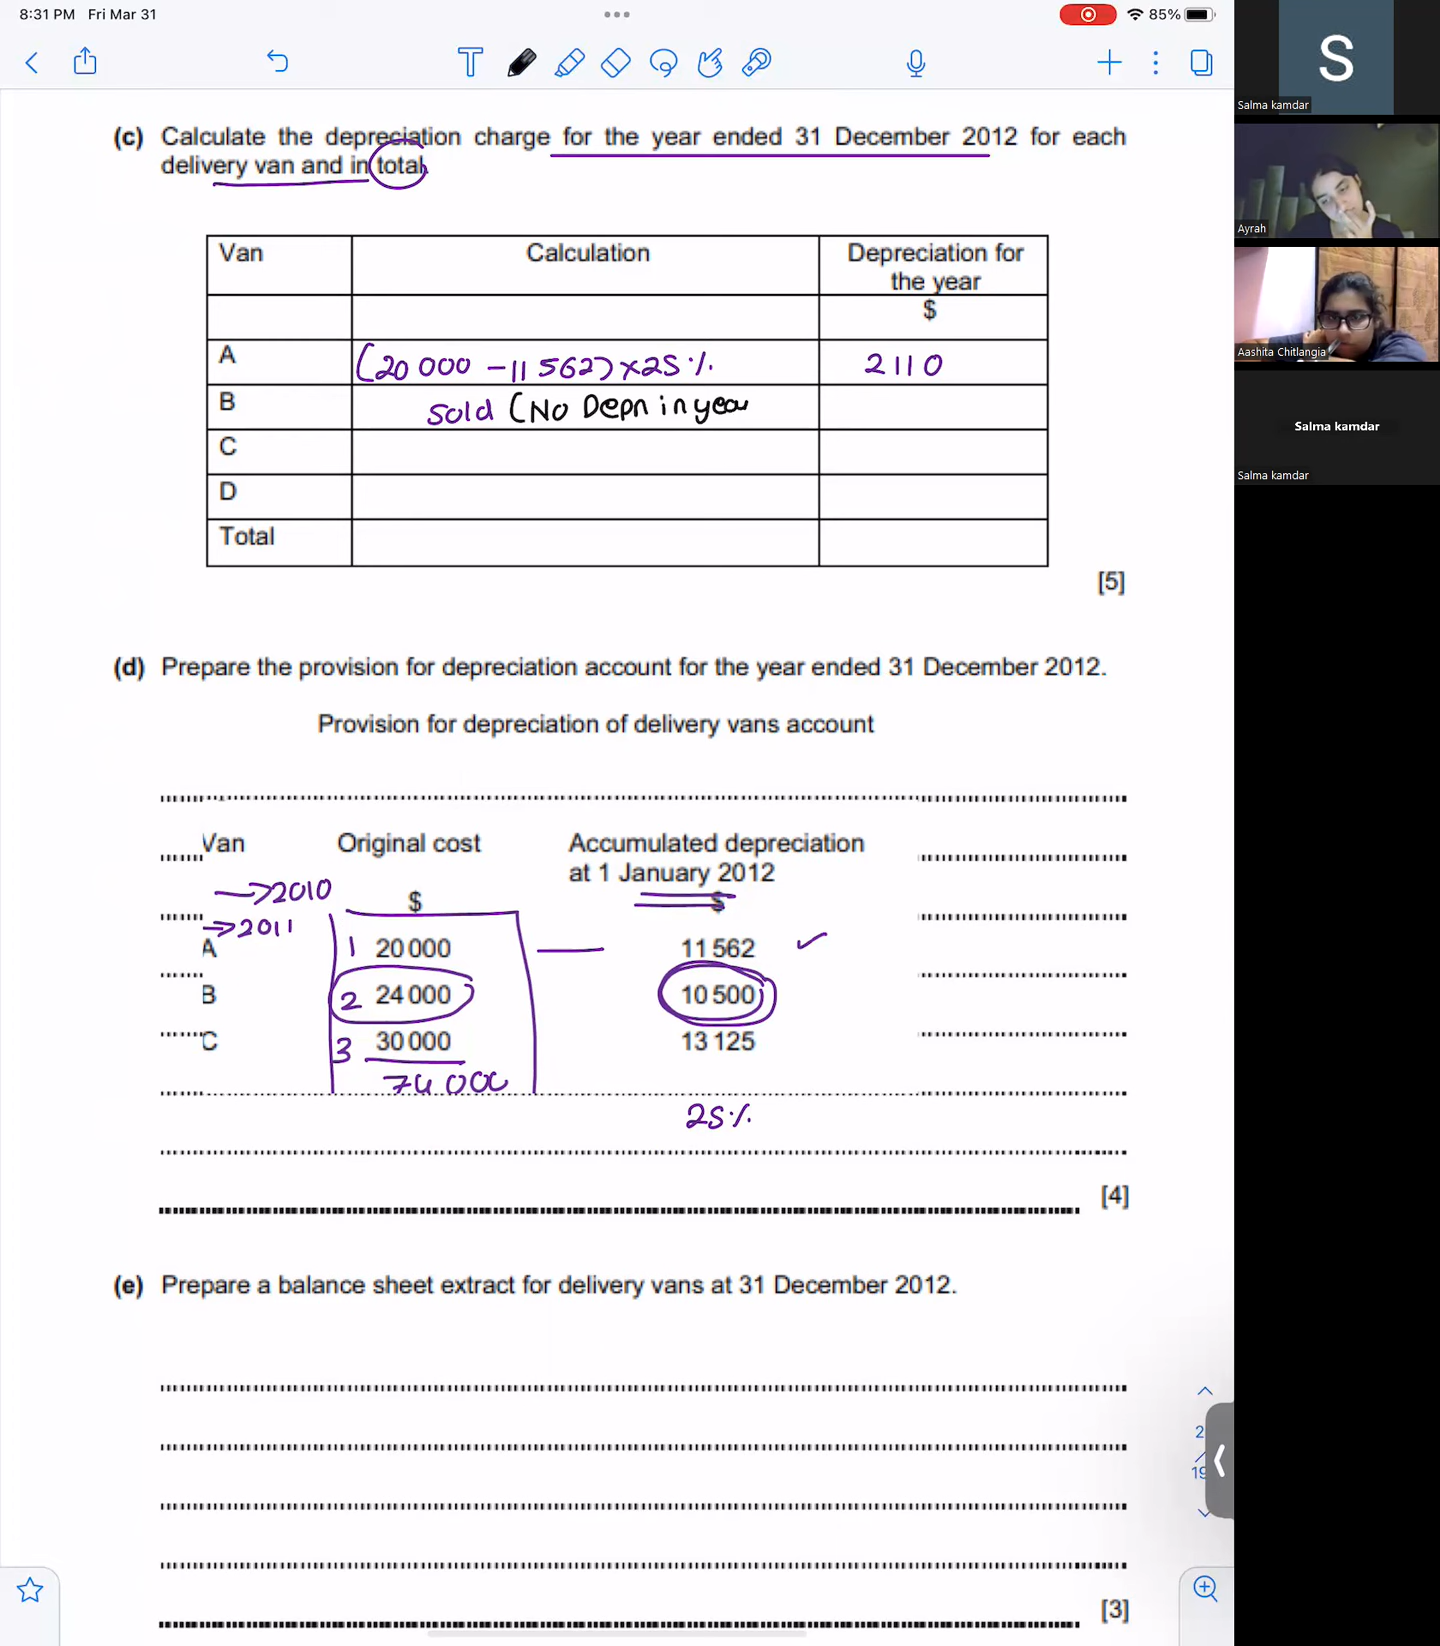 8:31 PM Fri Mar 31
85%
(c) Calculate the depreciation charge for the year ended 31 December 2012 for each
delivery van and in total.
Van Calculation Depreciation for
the year
$
A (20 000 - 11 562) x 25 % 2110
B Sold (No Depn in year
C
D
Total
[5]
(d) Prepare the provision for depreciation account for the year ended 31 December 2012.
Provision for depreciation of delivery vans account
Van Original cost Accumulated depreciation
at 1 January 2012
→ 2010 $ $
→ 2011
A 1 20 000 11 562 ✓
B 2 24 000 10 500
C 3 30 000 13 125
74 000
25 %
[4]
(e) Prepare a balance sheet extract for delivery vans at 31 December 2012.
[3]
2
19
S
Salma kamdar
Ayrah
Aashita Chitlangia
Salma kamdar
Salma kamdar